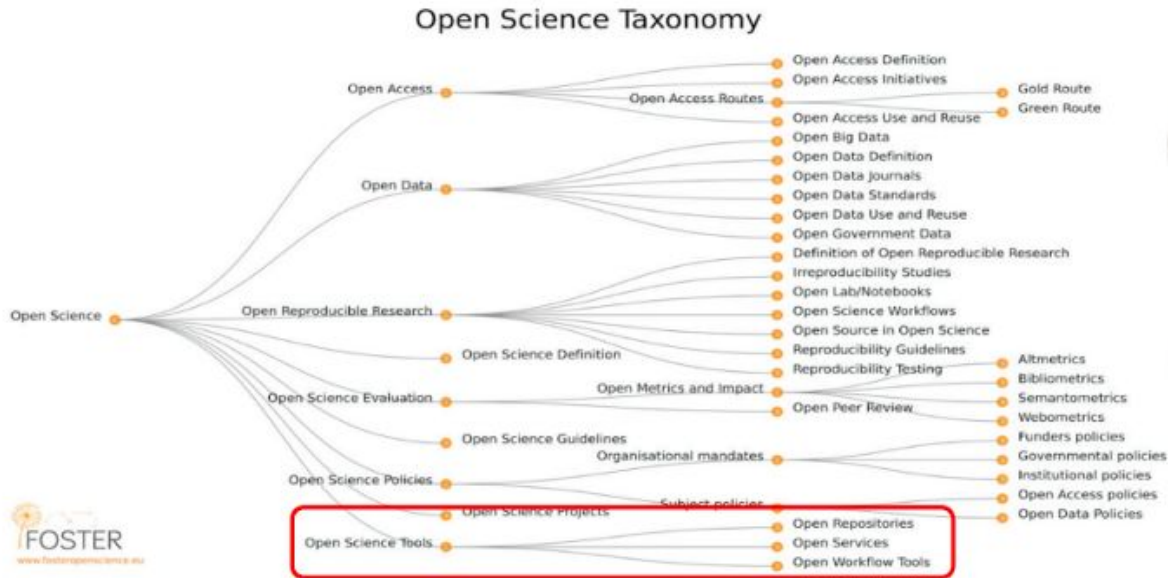 Open Science Taxonomy
Open Science
Open Access
Open Access Definition
Open Access Initiatives
Open Access Routes
Gold Route
Green Route
Open Access Use and Reuse
Open Data
Open Big Data
Open Data Definition
Open Data Journals
Open Data Standards
Open Data Use and Reuse
Open Government Data
Open Reproducible Research
Definition of Open Reproducible Research
Irreproducibility Studies
Open Lab/Notebooks
Open Science Workflows
Open Source in Open Science
Reproducibility Guidelines
Reproducibility Testing
Open Science Definition
Open Science Evaluation
Open Metrics and Impact
Altmetrics
Bibliometrics
Semantometrics
Webometrics
Open Peer Review
Open Science Guidelines
Open Science Policies
Organisational mandates
Funders policies
Governmental policies
Institutional policies
Subject policies
Open Access policies
Open Data Policies
Open Science Projects
Open Science Tools
Open Repositories
Open Services
Open Workflow Tools
FOSTER
www.fosteropenscience.eu